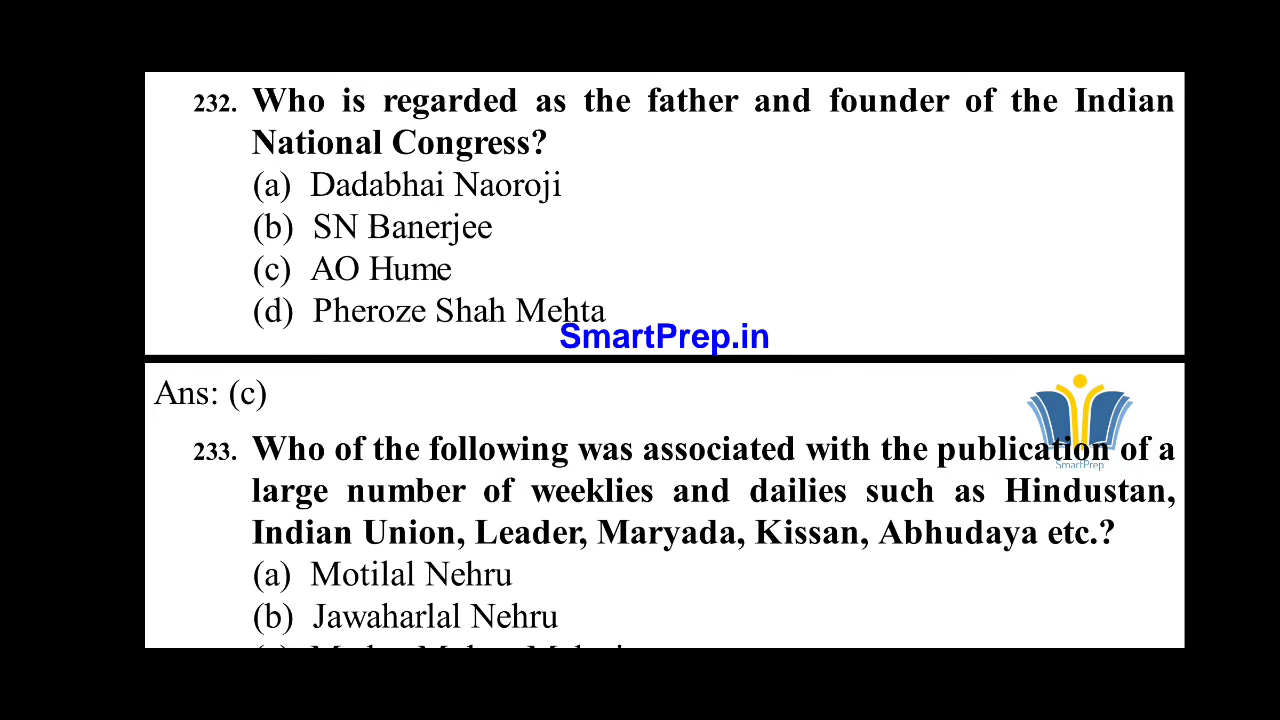 232. Who is regarded as the father and founder of the Indian
National Congress?
(a) Dadabhai Naoroji
(b) SN Banerjee
(c) AO Hume
(d) Pheroze Shah Mehta
SmartPrep.in
Ans: (c)
SmartPrep
233. Who of the following was associated with the publication of a
large number of weeklies and dailies such as Hindustan,
Indian Union, Leader, Maryada, Kissan, Abhudaya etc.?
(a) Motilal Nehru
(b) Jawaharlal Nehru